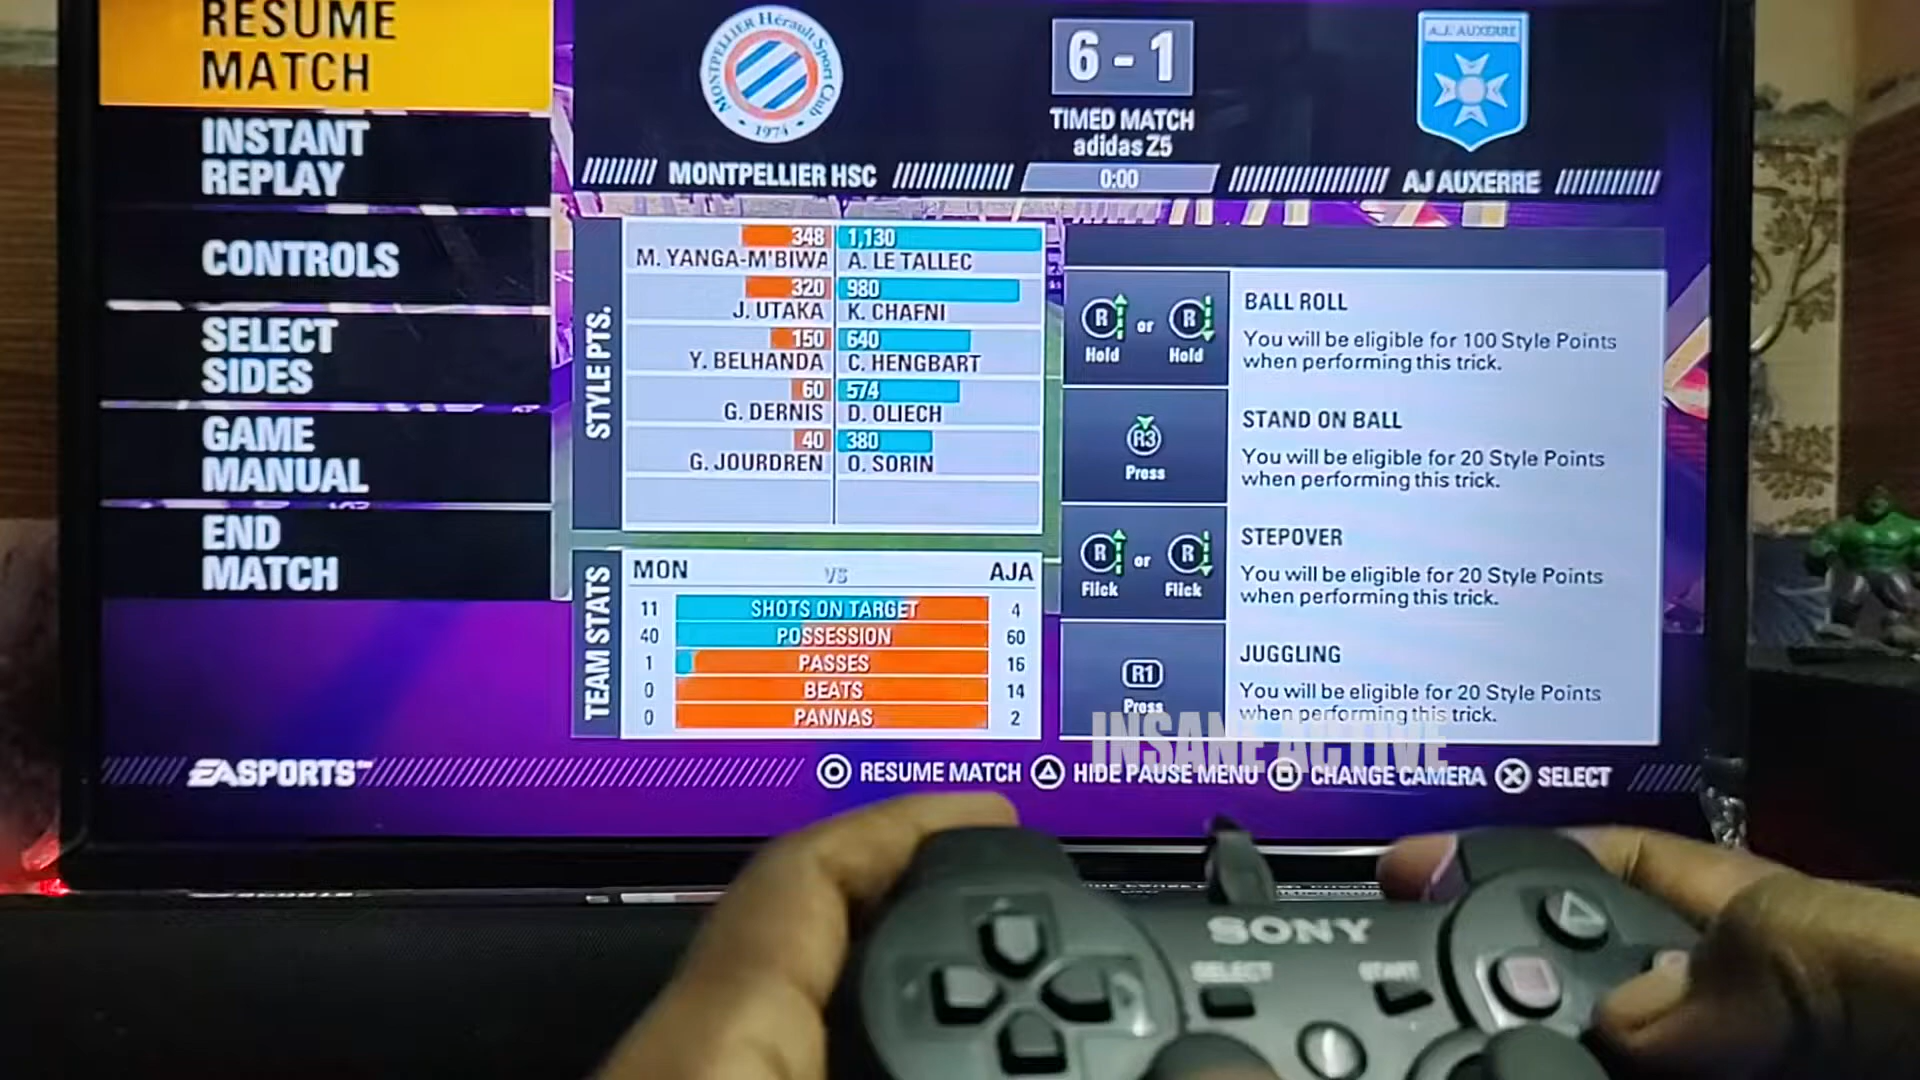 RESUME
MATCH
INSTANT
REPLAY
CONTROLS
SELECT
SIDES
GAME
MANUAL
END
MATCH
MONTPELLIER Hérault Sport Club
1974
6 - 1
TIMED MATCH
adidas Z5
A.J. AUXERRE
MONTPELLIER HSC
0:00
AJ AUXERRE
STYLE PTS.
348 1,130
M. YANGA-M'BIWA A. LE TALLEC
320 980
J. UTAKA K. CHAFNI
150 640
Y. BELHANDA C. HENGBART
60 574
G. DERNIS D. OLIECH
40 380
G. JOURDREN O. SORIN
TEAM STATS
MON VS AJA
11 SHOTS ON TARGET 4
40 POSSESSION 60
1 PASSES 16
0 BEATS 14
0 PANNAS 2
R or R
Hold Hold
BALL ROLL
You will be eligible for 100 Style Points
when performing this trick.
R3
Press
STAND ON BALL
You will be eligible for 20 Style Points
when performing this trick.
R or R
Flick Flick
STEPOVER
You will be eligible for 20 Style Points
when performing this trick.
R1
Press
JUGGLING
You will be eligible for 20 Style Points
when performing this trick.
INSANE ACTIVE
EA SPORTS™
RESUME MATCH HIDE PAUSE MENU CHANGE CAMERA SELECT
SONY
SELECT START